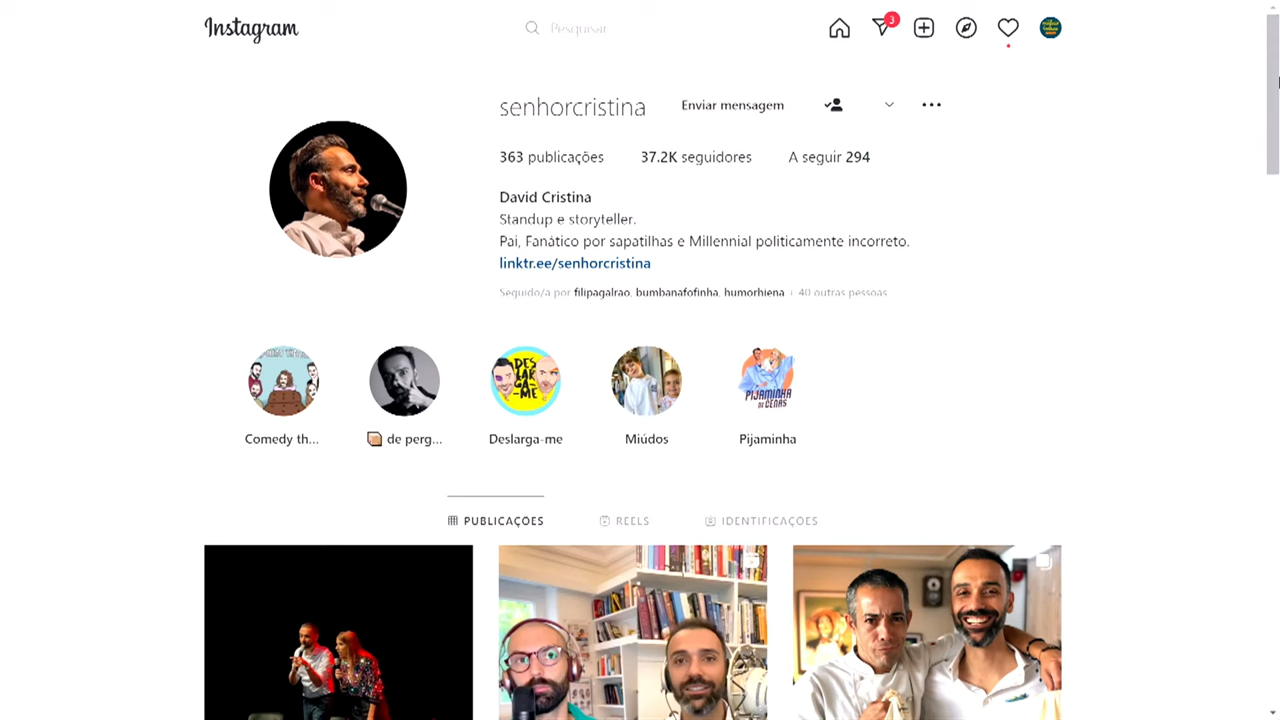 Instagram
Pesquisar
3
senhorcristina
Enviar mensagem
363 publicações
37.2K seguidores
A seguir 294
David Cristina
Standup e storyteller.
Pai, Fanático por sapatilhas e Millennial politicamente incorreto.
linktr.ee/senhorcristina
Seguido/a por filipagalrao, bumbanafofinha, humorhiena + 40 outras pessoas
DES
LAR
GA-
-ME
PIJAMINHA
DE CENAS
Comedy th...
de perg...
Deslarga-me
Miúdos
Pijaminha
PUBLICAÇÕES
REELS
IDENTIFICAÇÕES